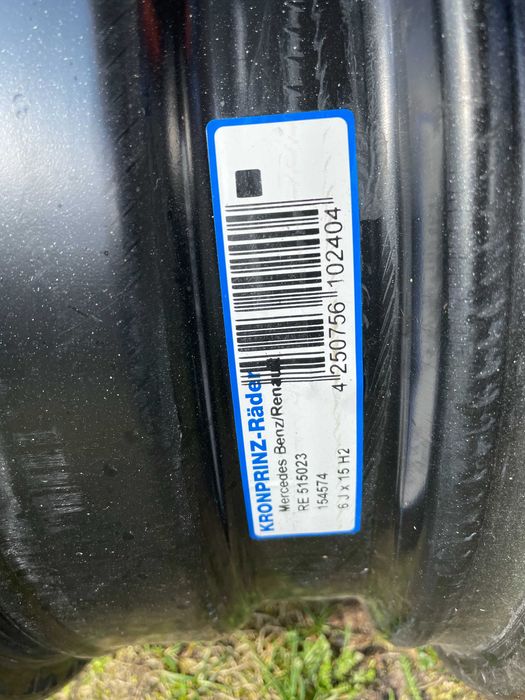 KRONPRINZ-Räder
Mercedes Benz/Renault
RE 515023
154574
6 J x 15 H2
4 250756 102404